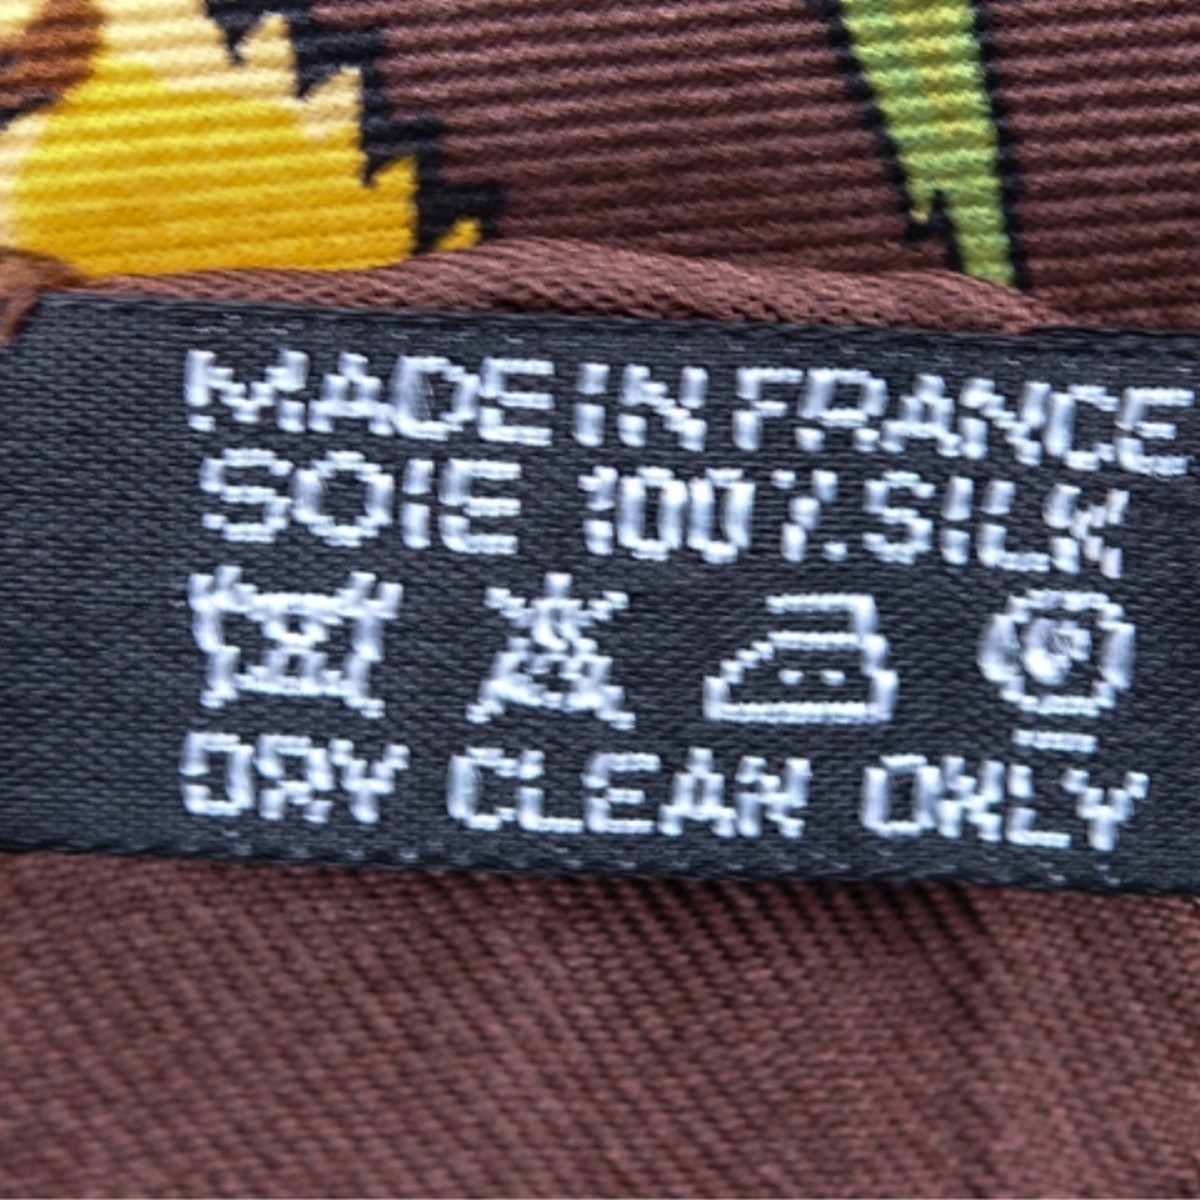 MADE IN FRANCE
SOIE 100% SILK
P
DRY CLEAN ONLY